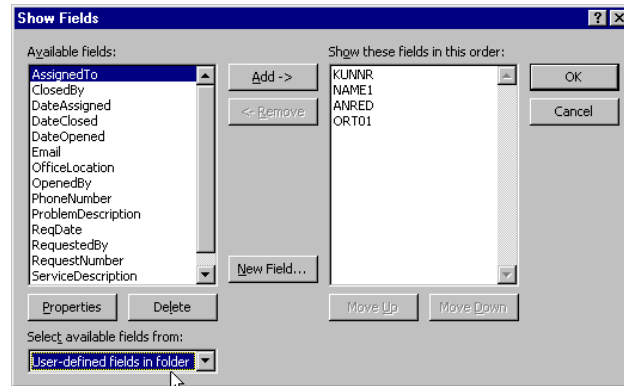 Show Fields
Available fields:
AssignedTo
ClosedBy
DateAssigned
DateClosed
DateOpened
Email
OfficeLocation
OpenedBy
PhoneNumber
ProblemDescription
ReqDate
RequestedBy
RequestNumber
ServiceDescription
Add ->
<- Remove
New Field...
Show these fields in this order:
KUNNR
NAME1
ANRED
ORT01
OK
Cancel
Properties
Delete
Move Up
Move Down
Select available fields from:
User-defined fields in folder